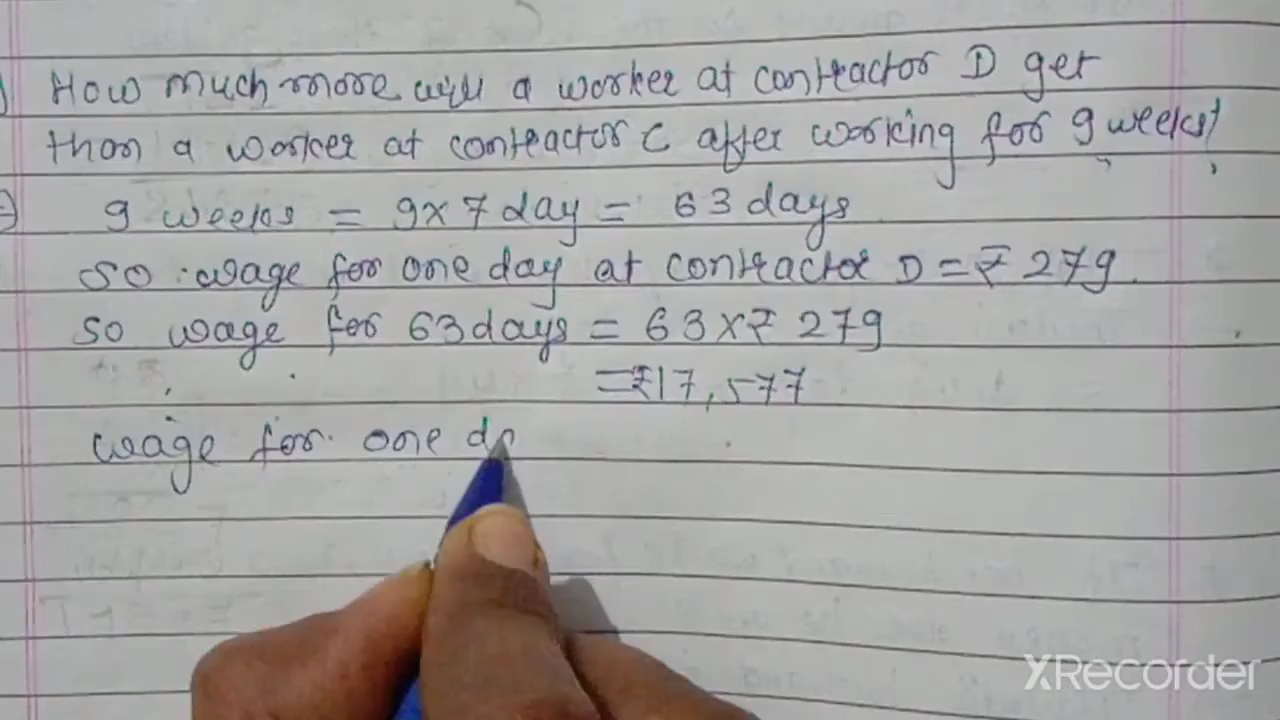 How much more will a worker at contractor D get
than a worker at contractor C after working for 9 weeks?
9 weeks = 9x7 day = 63 days
so wage for one day at contractor D = ₹ 279
so wage for 63 days = 63 x ₹ 279
= ₹17,577
wage for one da
XRecorder